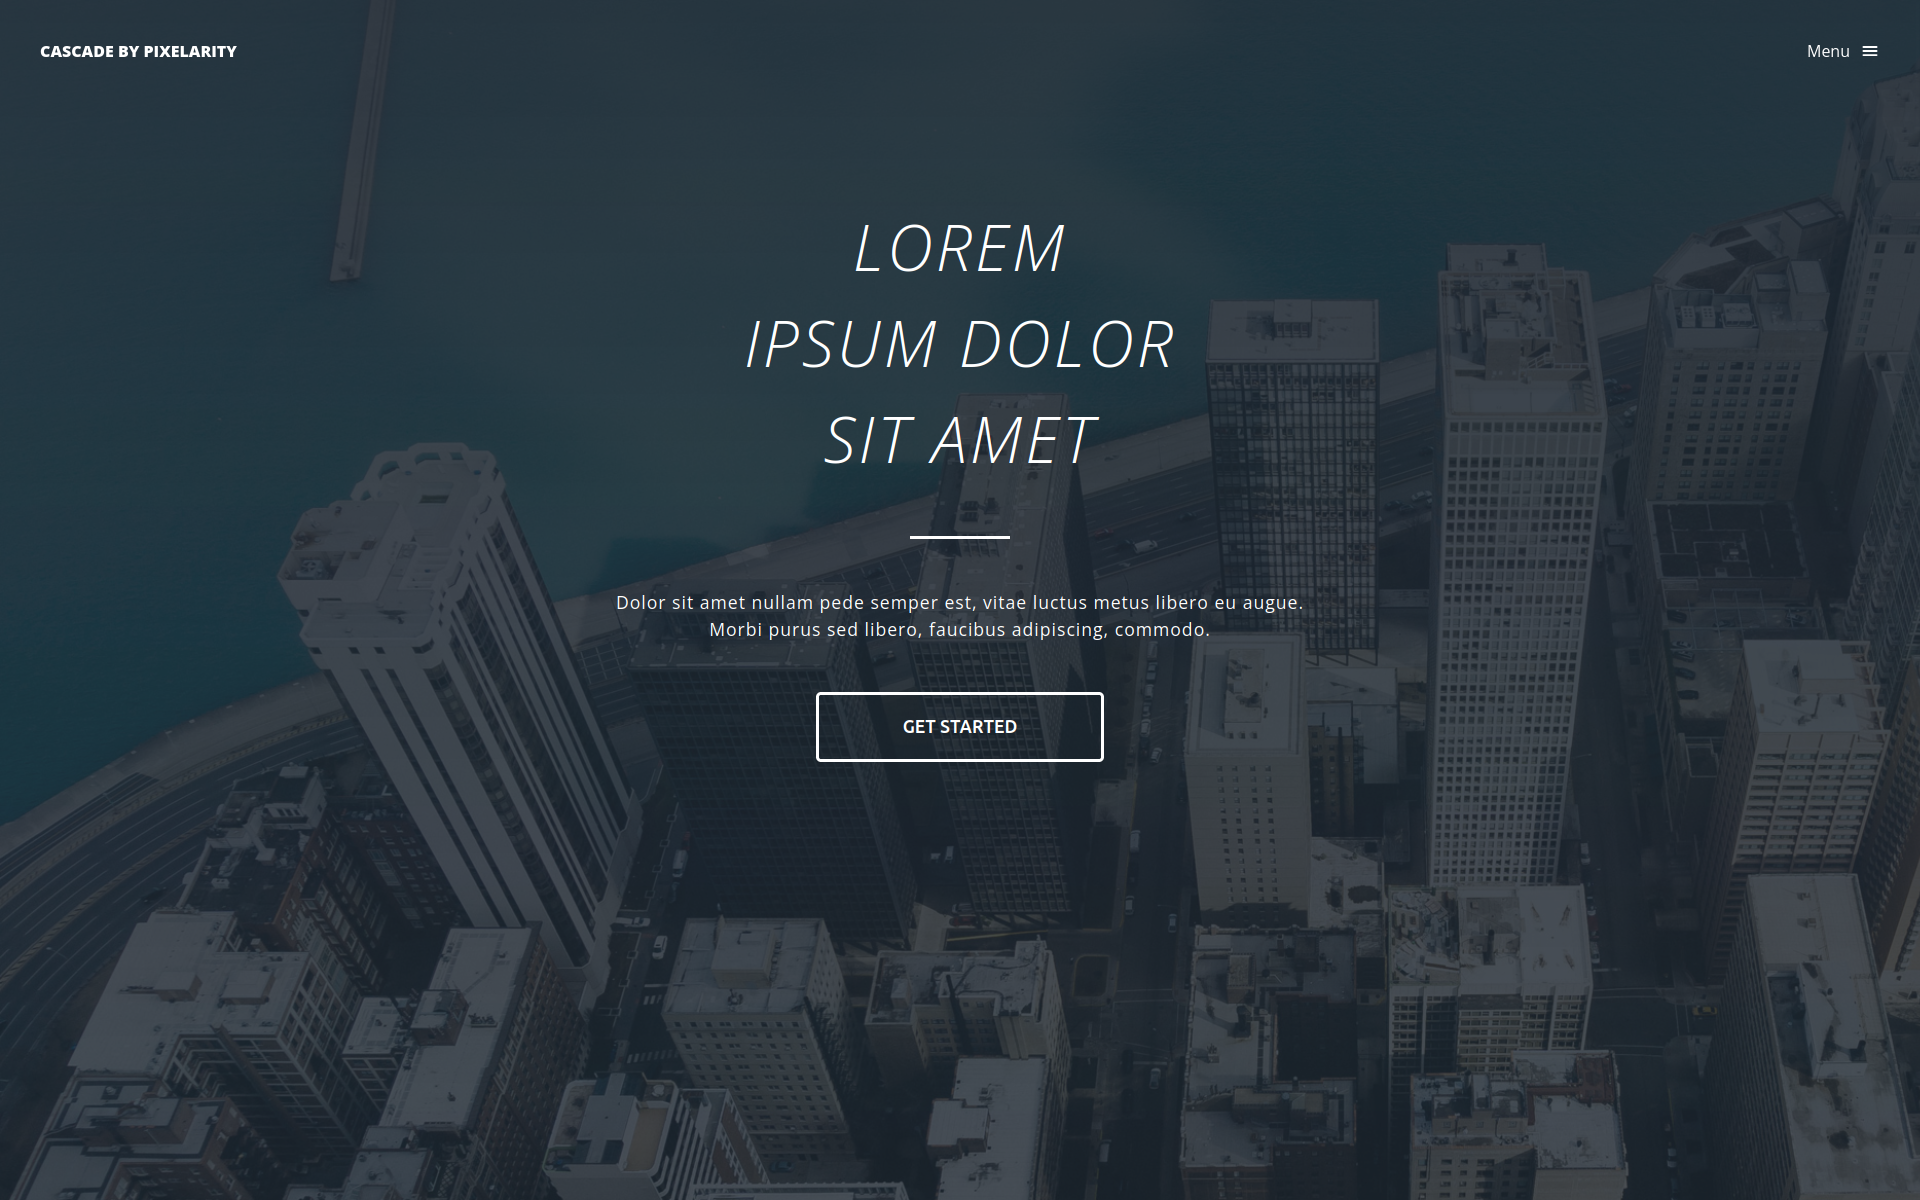 CASCADE BY PIXELARITY
Menu
LOREM
IPSUM DOLOR
SIT AMET
Dolor sit amet nullam pede semper est, vitae luctus metus libero eu augue.
Morbi purus sed libero, faucibus adipiscing, commodo.
GET STARTED